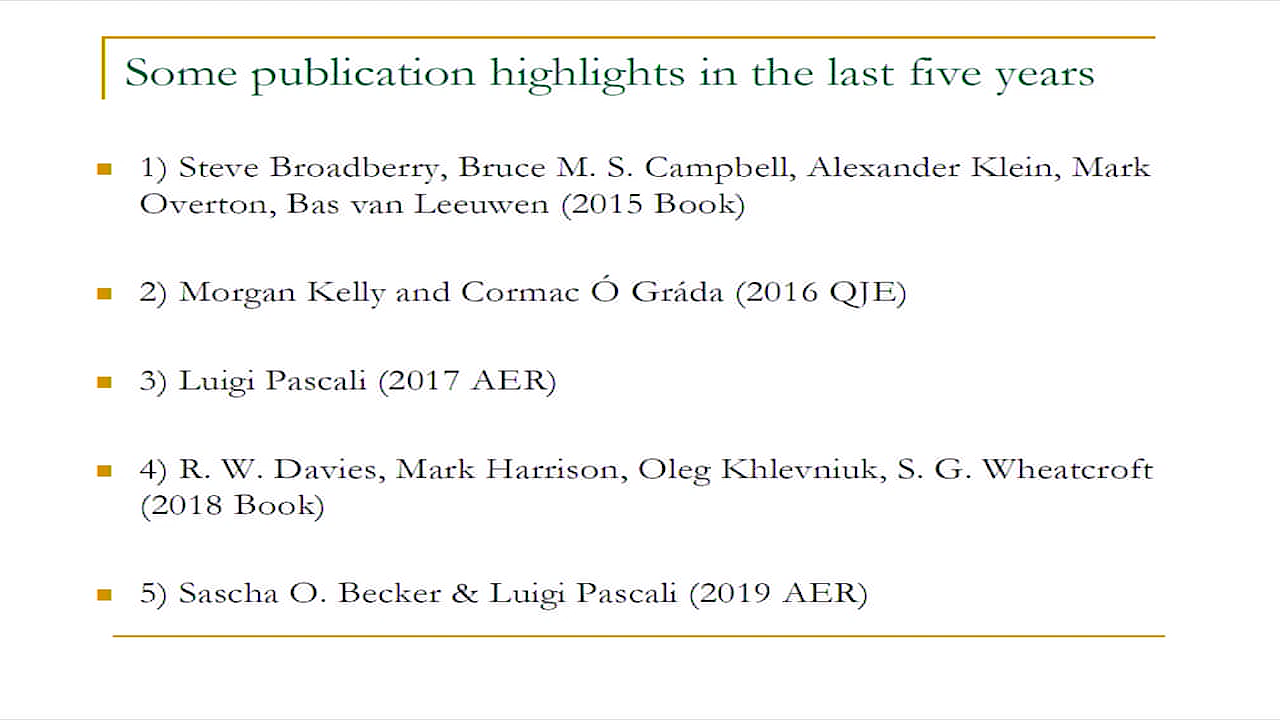 Some publication highlights in the last five years
1) Steve Broadberry, Bruce M. S. Campbell, Alexander Klein, Mark
Overton, Bas van Leeuwen (2015 Book)
2) Morgan Kelly and Cormac Ó Gráda (2016 QJE)
3) Luigi Pascali (2017 AER)
4) R. W. Davies, Mark Harrison, Oleg Khlevniuk, S. G. Wheatcroft
(2018 Book)
5) Sascha O. Becker & Luigi Pascali (2019 AER)